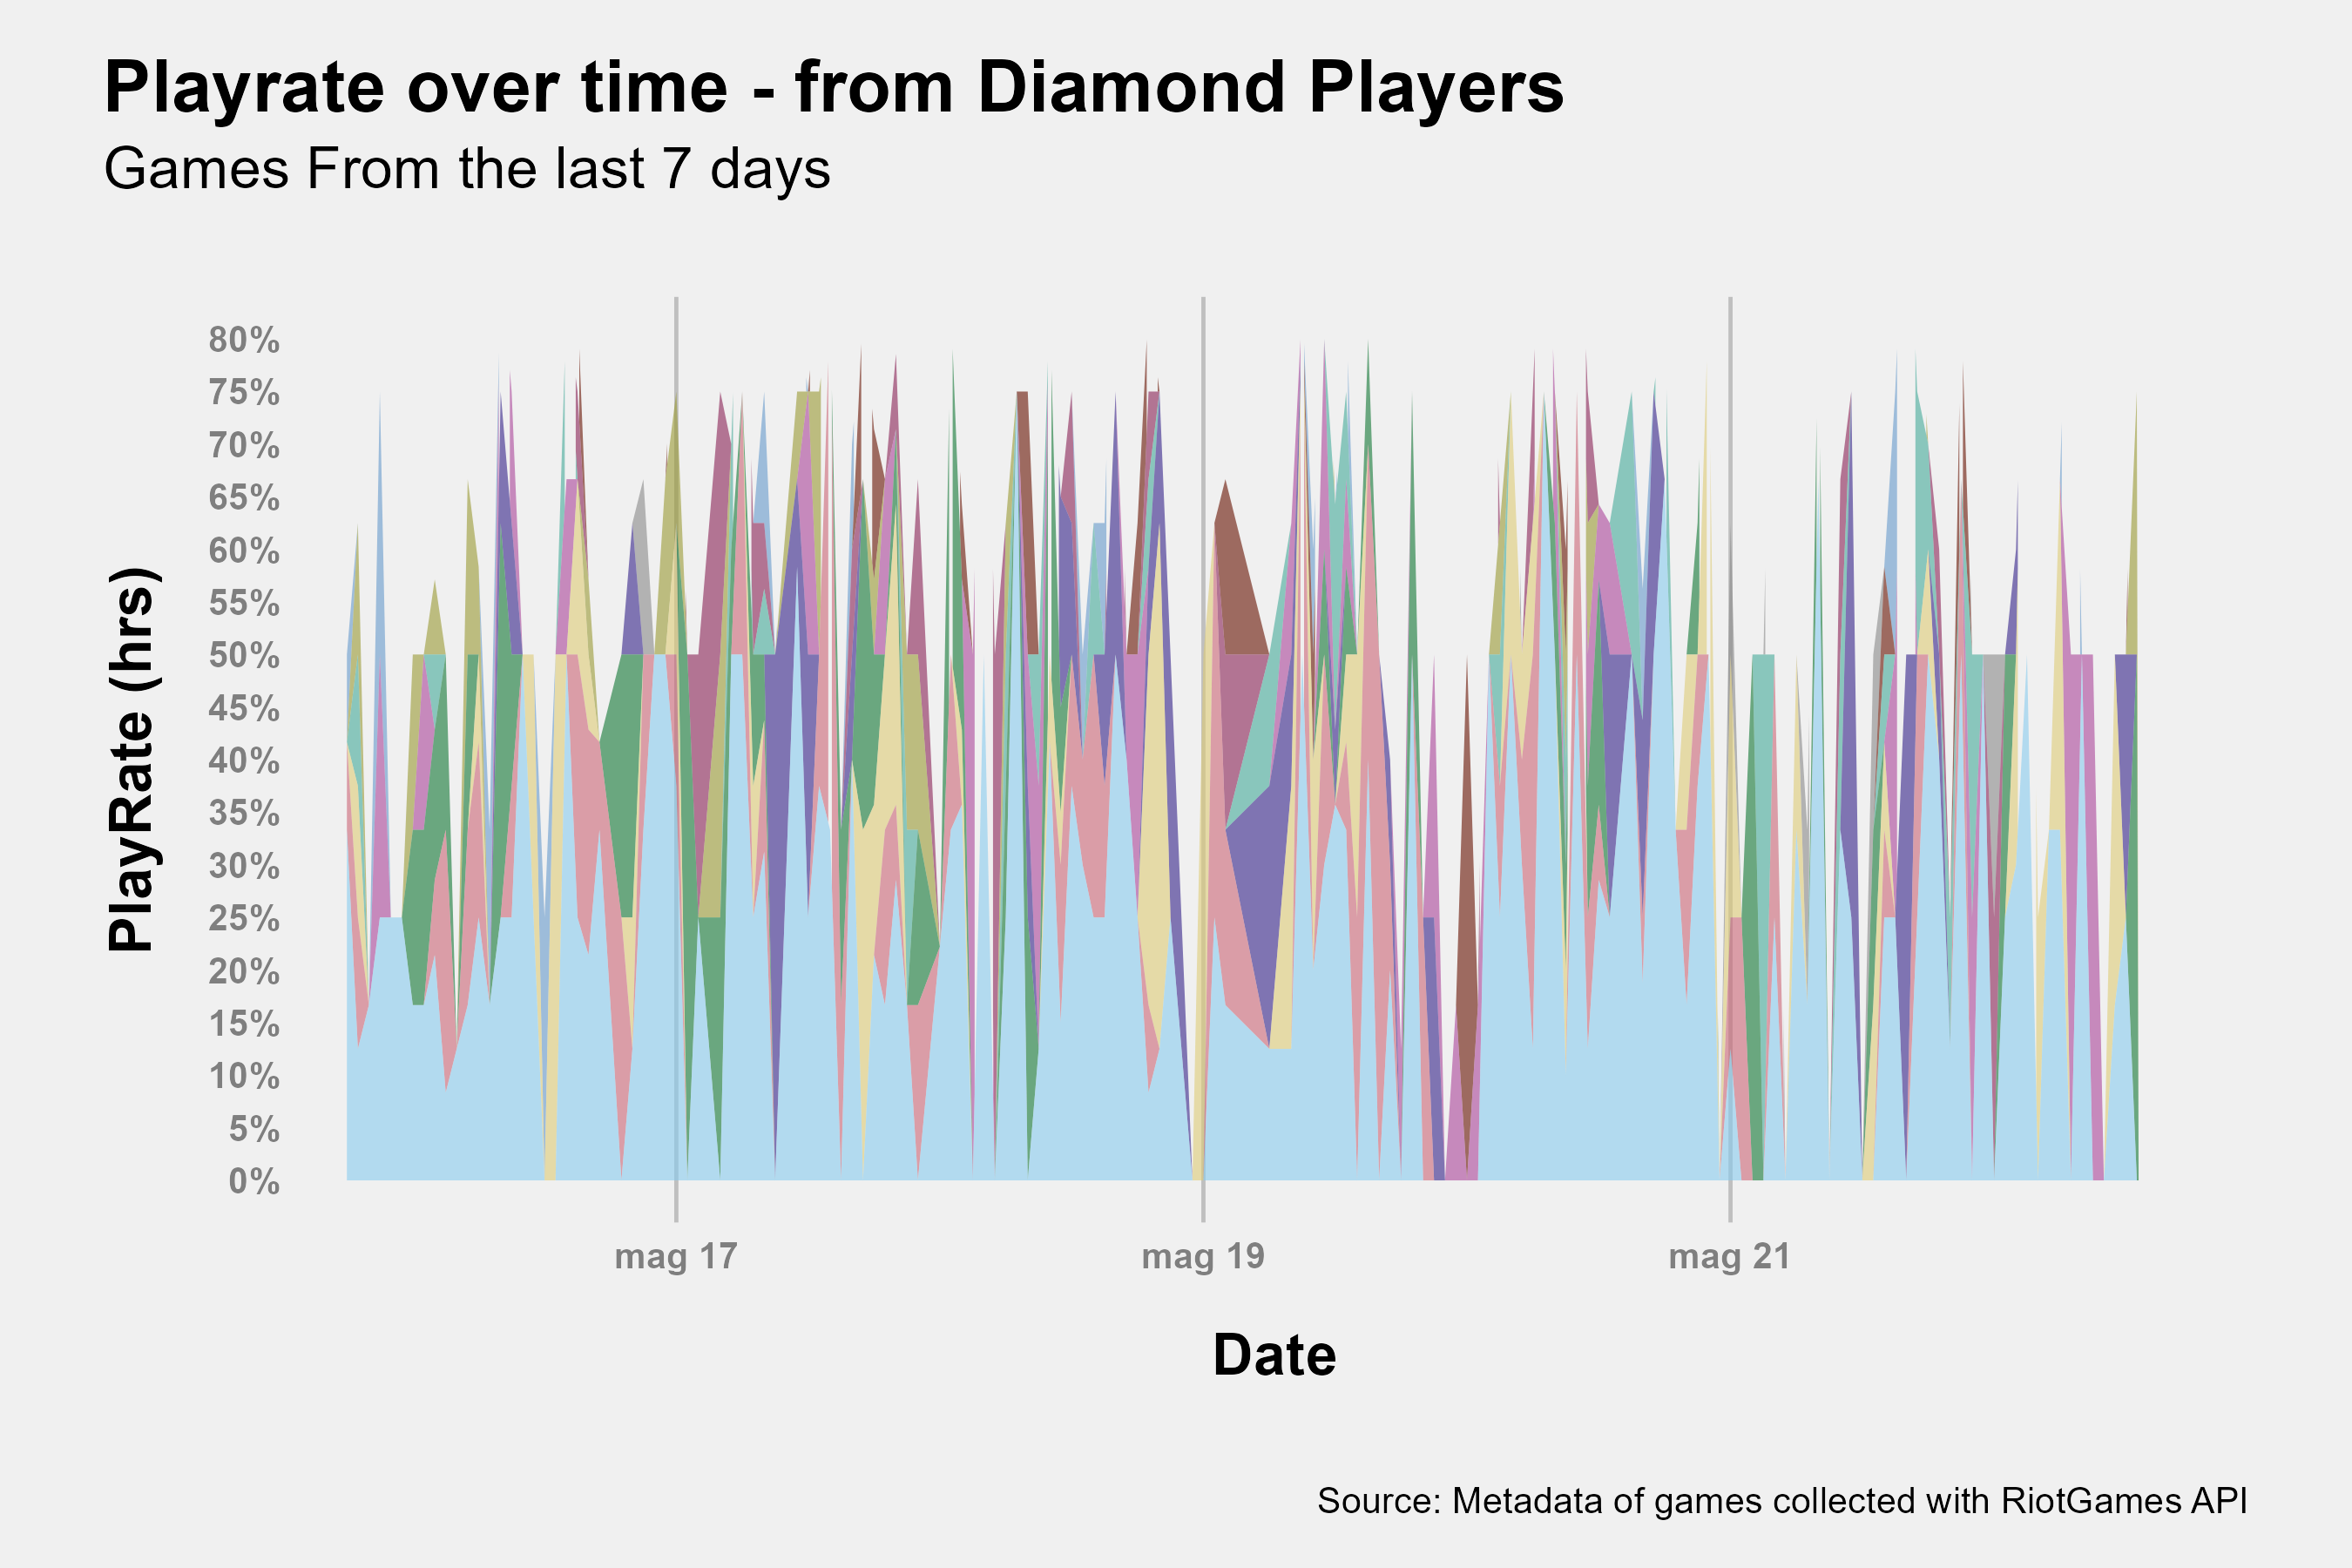 Playrate over time - from Diamond Players
Games From the last 7 days
PlayRate (hrs)
80%
75%
70%
65%
60%
55%
50%
45%
40%
35%
30%
25%
20%
15%
10%
5%
0%
mag 17
mag 19
mag 21
Date
Source: Metadata of games collected with RiotGames API